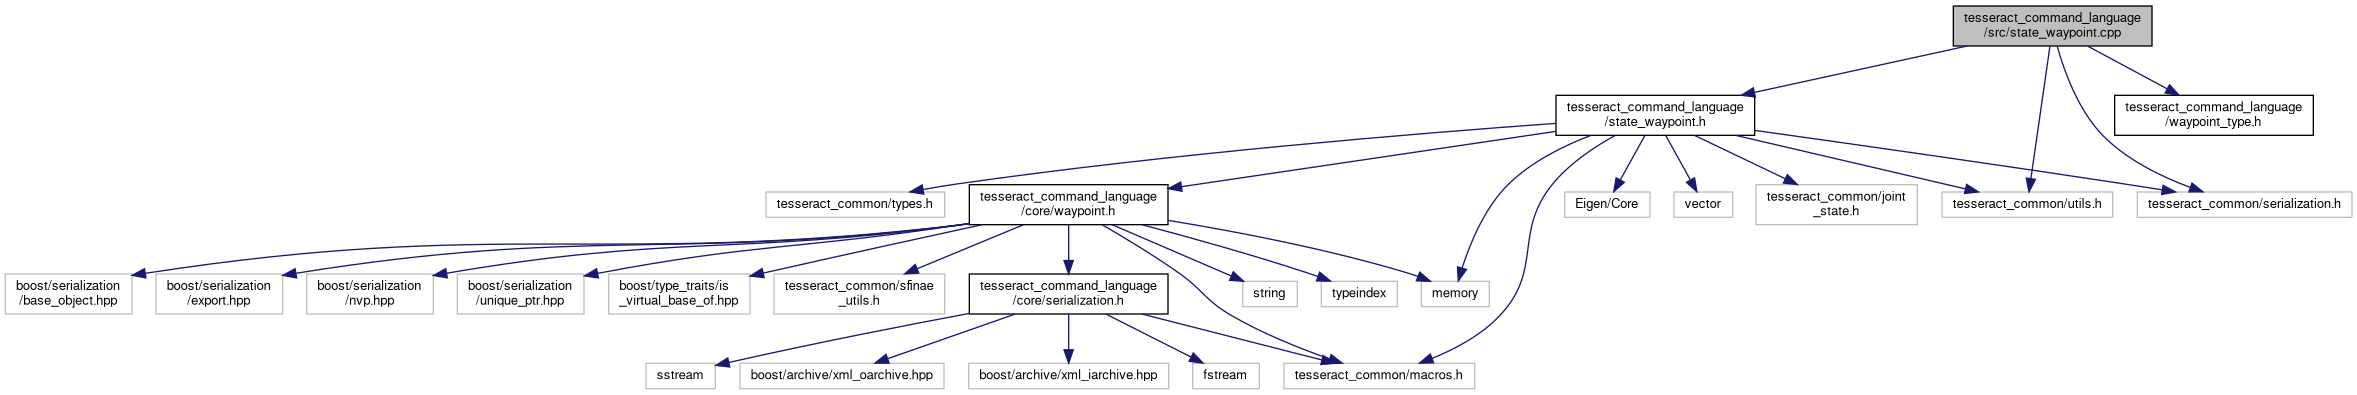 tesseract_command_language
/src/state_waypoint.cpp
tesseract_command_language
/state_waypoint.h
tesseract_command_language
/waypoint_type.h
tesseract_common/types.h
tesseract_command_language
/core/waypoint.h
Eigen/Core
vector
tesseract_common/joint
_state.h
tesseract_common/utils.h
tesseract_common/serialization.h
boost/serialization
/base_object.hpp
boost/serialization
/export.hpp
boost/serialization
/nvp.hpp
boost/serialization
/unique_ptr.hpp
boost/type_traits/is
_virtual_base_of.hpp
tesseract_common/sfinae
_utils.h
tesseract_command_language
/core/serialization.h
string
typeindex
memory
sstream
boost/archive/xml_oarchive.hpp
boost/archive/xml_iarchive.hpp
fstream
tesseract_common/macros.h